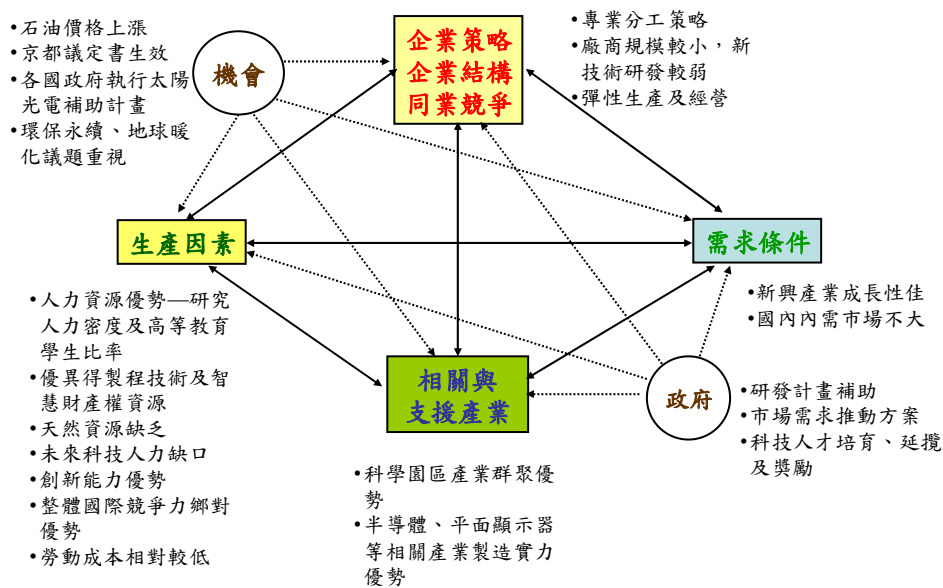 •石油價格上漲
•京都議定書生效
•各國政府執行太陽
光電補助計畫
•環保永續、地球暖
化議題重視
機會
企業策略
企業結構
同業競爭
•專業分工策略
•廠商規模較小，新
技術研發較弱
•彈性生產及經營
生產因素
需求條件
•人力資源優勢—研究
人力密度及高等教育
學生比率
•優異得製程技術及智
慧財產權資源
•天然資源缺乏
•未來科技人力缺口
•創新能力優勢
•整體國際競爭力鄉對
優勢
•勞動成本相對較低
•新興產業成長性佳
•國內內需市場不大
相關與
支援產業
政府
•研發計畫補助
•市場需求推動方案
•科技人才培育、延攬
及獎勵
•科學園區產業群聚優
勢
•半導體、平面顯示器
等相關產業製造實力
優勢